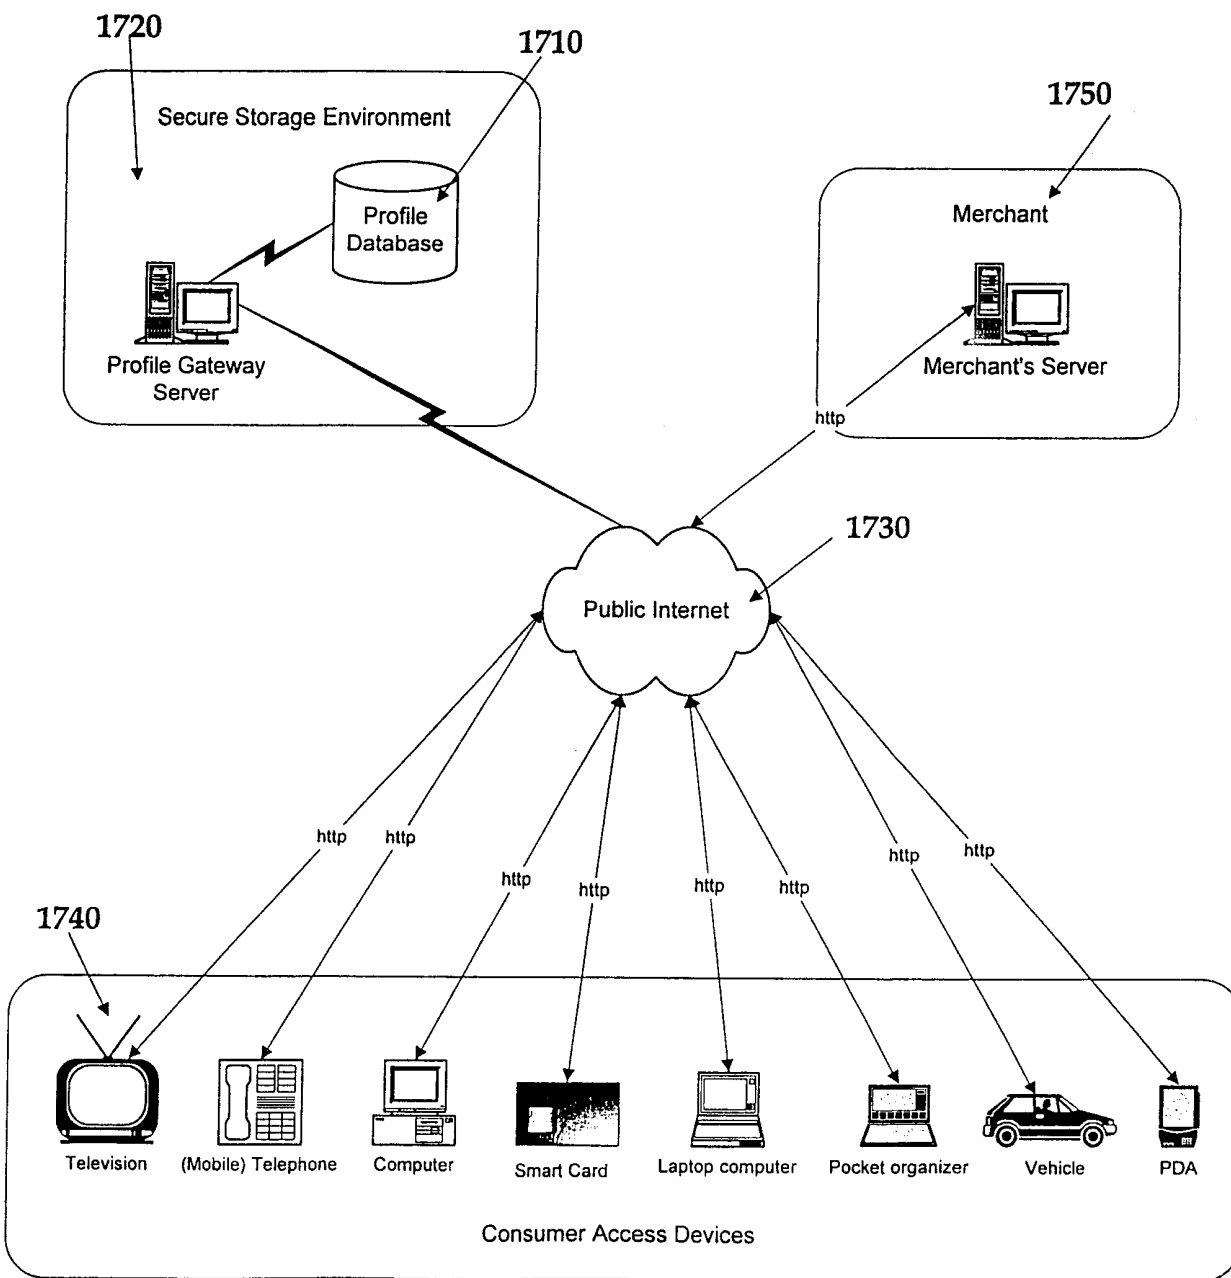 1720
1710
1750
Secure Storage Environment
Profile
Database
Profile Gateway
Server
Merchant
Merchant's Server
http
1730
Public Internet
http
http
http
http
http
http
http
http
1740
Television
(Mobile) Telephone
Computer
Smart Card
Laptop computer
Pocket organizer
Vehicle
PDA
Consumer Access Devices